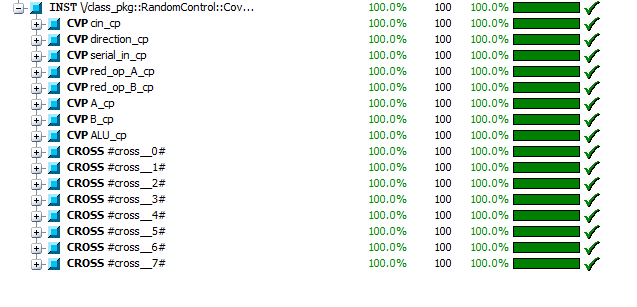 INST \/class_pkg::RandomControl::Cov... 100.0% 100 100.0%
CVP cin_cp 100.0% 100 100.0%
CVP direction_cp 100.0% 100 100.0%
CVP serial_in_cp 100.0% 100 100.0%
CVP red_op_A_cp 100.0% 100 100.0%
CVP red_op_B_cp 100.0% 100 100.0%
CVP A_cp 100.0% 100 100.0%
CVP B_cp 100.0% 100 100.0%
CVP ALU_cp 100.0% 100 100.0%
CROSS #cross__0# 100.0% 100 100.0%
CROSS #cross__1# 100.0% 100 100.0%
CROSS #cross__2# 100.0% 100 100.0%
CROSS #cross__3# 100.0% 100 100.0%
CROSS #cross__4# 100.0% 100 100.0%
CROSS #cross__5# 100.0% 100 100.0%
CROSS #cross__6# 100.0% 100 100.0%
CROSS #cross__7# 100.0% 100 100.0%